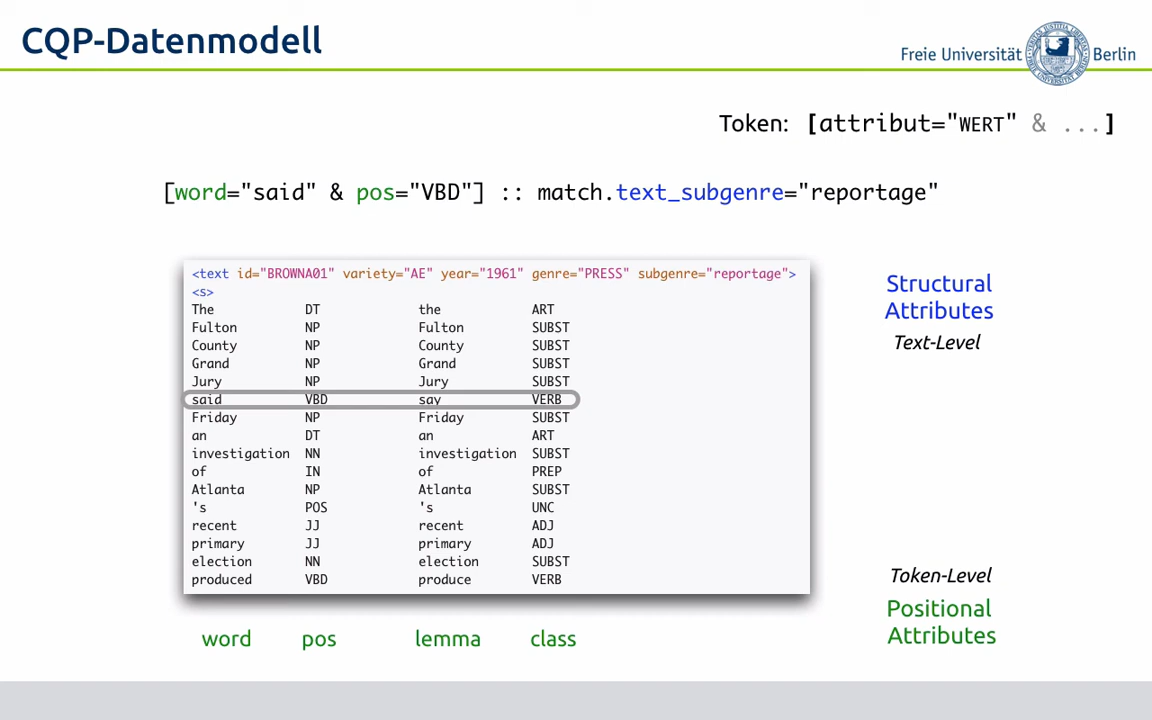 CQP-Datenmodell
Freie Universität Berlin
Token: [attribut="WERT" & ...]
[word="said" & pos="VBD"] :: match.text_subgenre="reportage"
<text id="BROWNA01" variety="AE" year="1961" genre="PRESS" subgenre="reportage">
<s>
The DT the ART
Fulton NP Fulton SUBST
County NP County SUBST
Grand NP Grand SUBST
Jury NP Jury SUBST
said VBD say VERB
Friday NP Friday SUBST
an DT an ART
investigation NN investigation SUBST
of IN of PREP
Atlanta NP Atlanta SUBST
's POS 's UNC
recent JJ recent ADJ
primary JJ primary ADJ
election NN election SUBST
produced VBD produce VERB
word pos lemma class
Structural
Attributes
Text-Level
Token-Level
Positional
Attributes